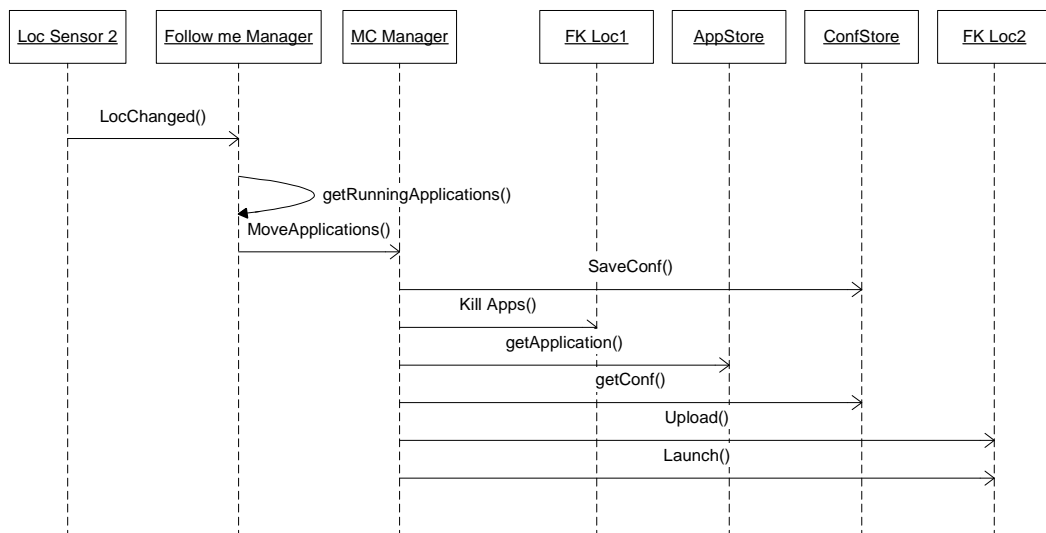 Loc Sensor 2
Follow me Manager
MC Manager
FK Loc1
AppStore
ConfStore
FK Loc2
LocChanged()
getRunningApplications()
MoveApplications()
SaveConf()
Kill Apps()
getApplication()
getConf()
Upload()
Launch()